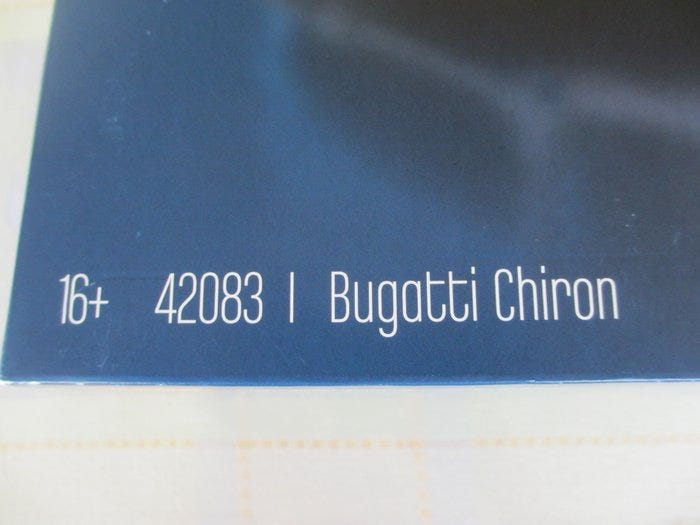 16+ 42083 | Bugatti Chiron